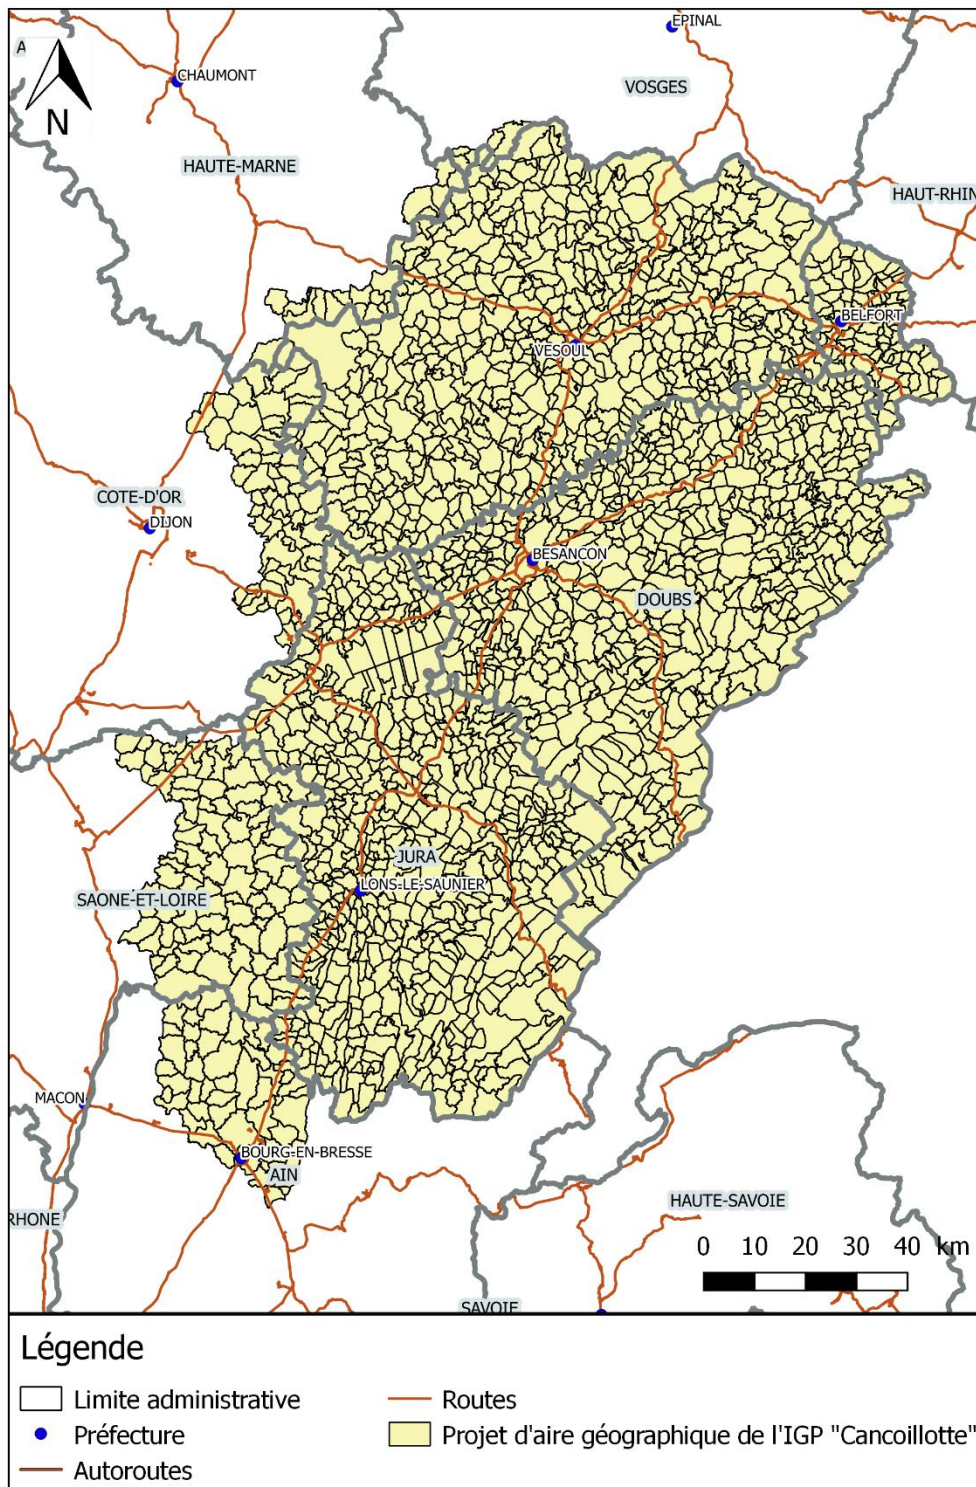 EPINAL
A
CHAUMONT
VOSGES
N
HAUTE-MARNE
HAUT-RHIN
BELFORT
VESOUL
COTE-D'OR
DIJON
BESANCON
DOUBS
JURA
LONS-LE-SAUNIER
SAONE-ET-LOIRE
MACON
BOURG-EN-BRESSE
AIN
HAUTE-SAVOIE
RHONE
0 10 20 30 40 km
SAVOIE
Légende
Limite administrative
Routes
Préfecture
Projet d'aire géographique de l'IGP "Cancoillotte"
Autoroutes